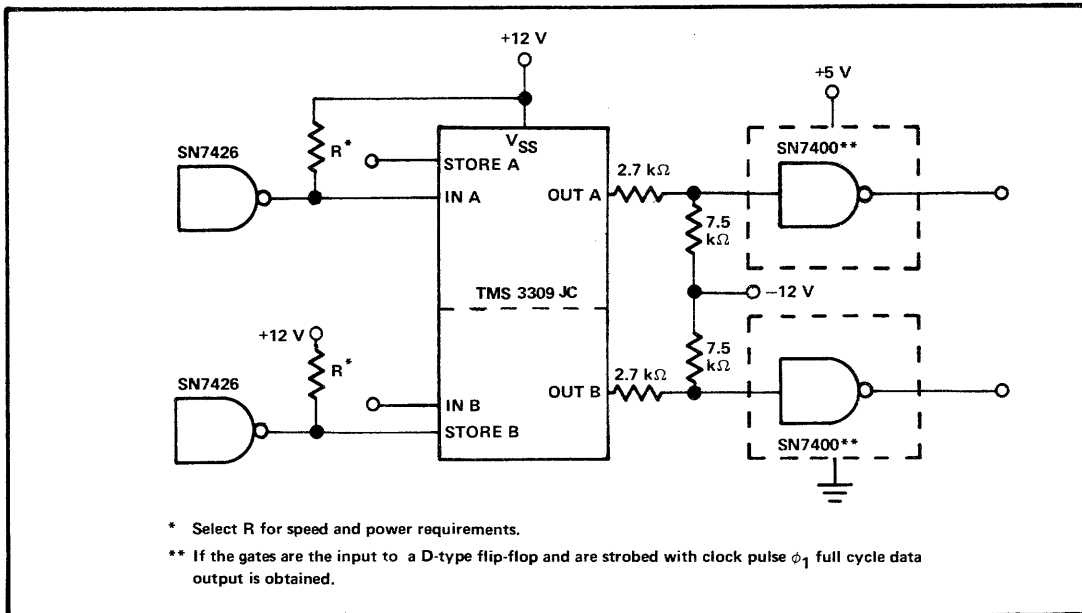 +12 V
+5 V
SN7426
R*
V_SS
STORE A
IN A
OUT A
2.7 kΩ
SN7400**
7.5
kΩ
TMS 3309 JC
−12 V
+12 V
SN7426
R*
7.5
kΩ
2.7 kΩ
IN B
STORE B
OUT B
SN7400**
* Select R for speed and power requirements.
** If the gates are the input to a D-type flip-flop and are strobed with clock pulse ϕ1 full cycle data
output is obtained.